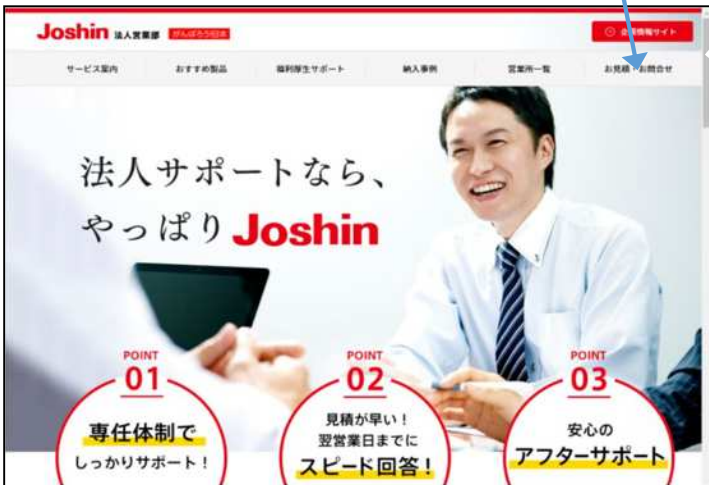 Joshin 法人営業部 がんばろう日本
企業情報サイト
サービス案内 おすすめ製品 福利厚生サポート 納入事例 営業所一覧 お見積・お問合せ
法人サポートなら、
やっぱり Joshin
POINT
01
専任体制で
しっかりサポート！
POINT
02
見積が早い！
翌営業日までに
スピード回答！
POINT
03
安心の
アフターサポート